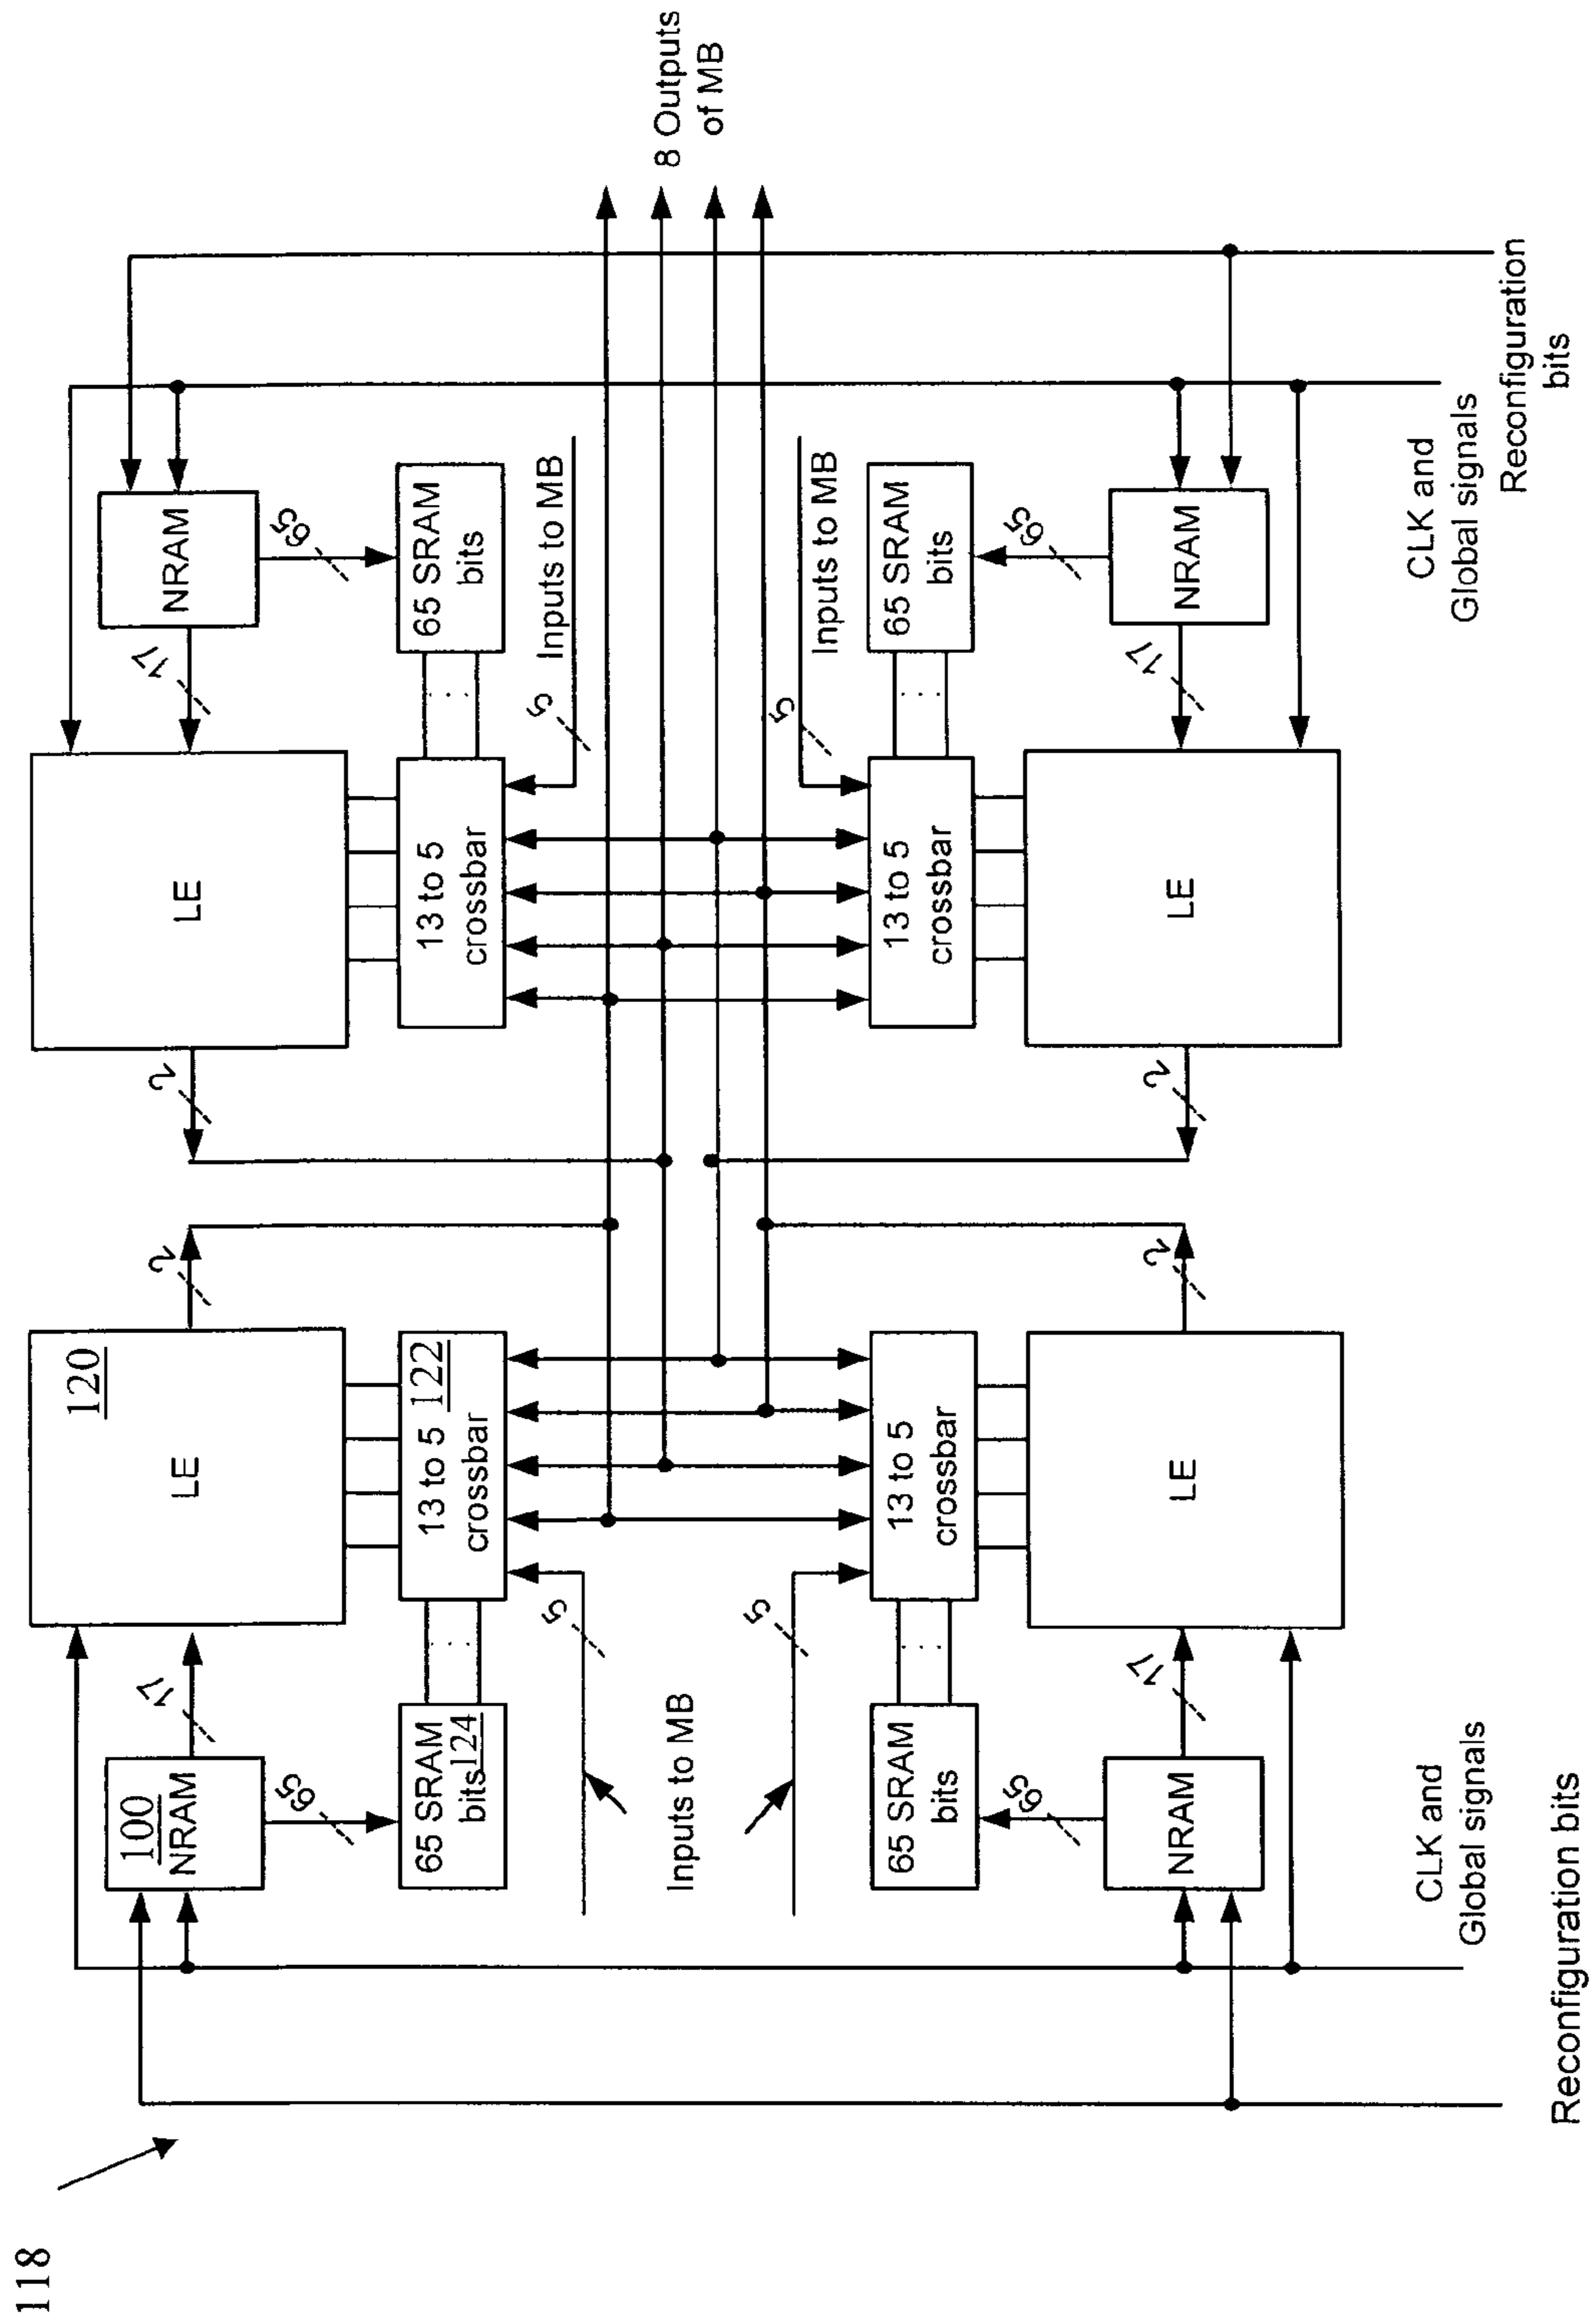 118
100
NRAM
17
120
LE
2
2
LE
17
NRAM
65
65
65 SRAM
bits 124
13 to 5 122
crossbar
13 to 5
crossbar
65 SRAM
bits
5
5
Inputs to MB
Inputs to MB
8 Outputs
of MB
5
5
Inputs to MB
65 SRAM
bits
13 to 5
crossbar
13 to 5
crossbar
65 SRAM
bits
65
65
NRAM
17
LE
2
2
LE
17
NRAM
CLK and
Global signals
CLK and
Global signals
Reconfiguration bits
Reconfiguration
bits